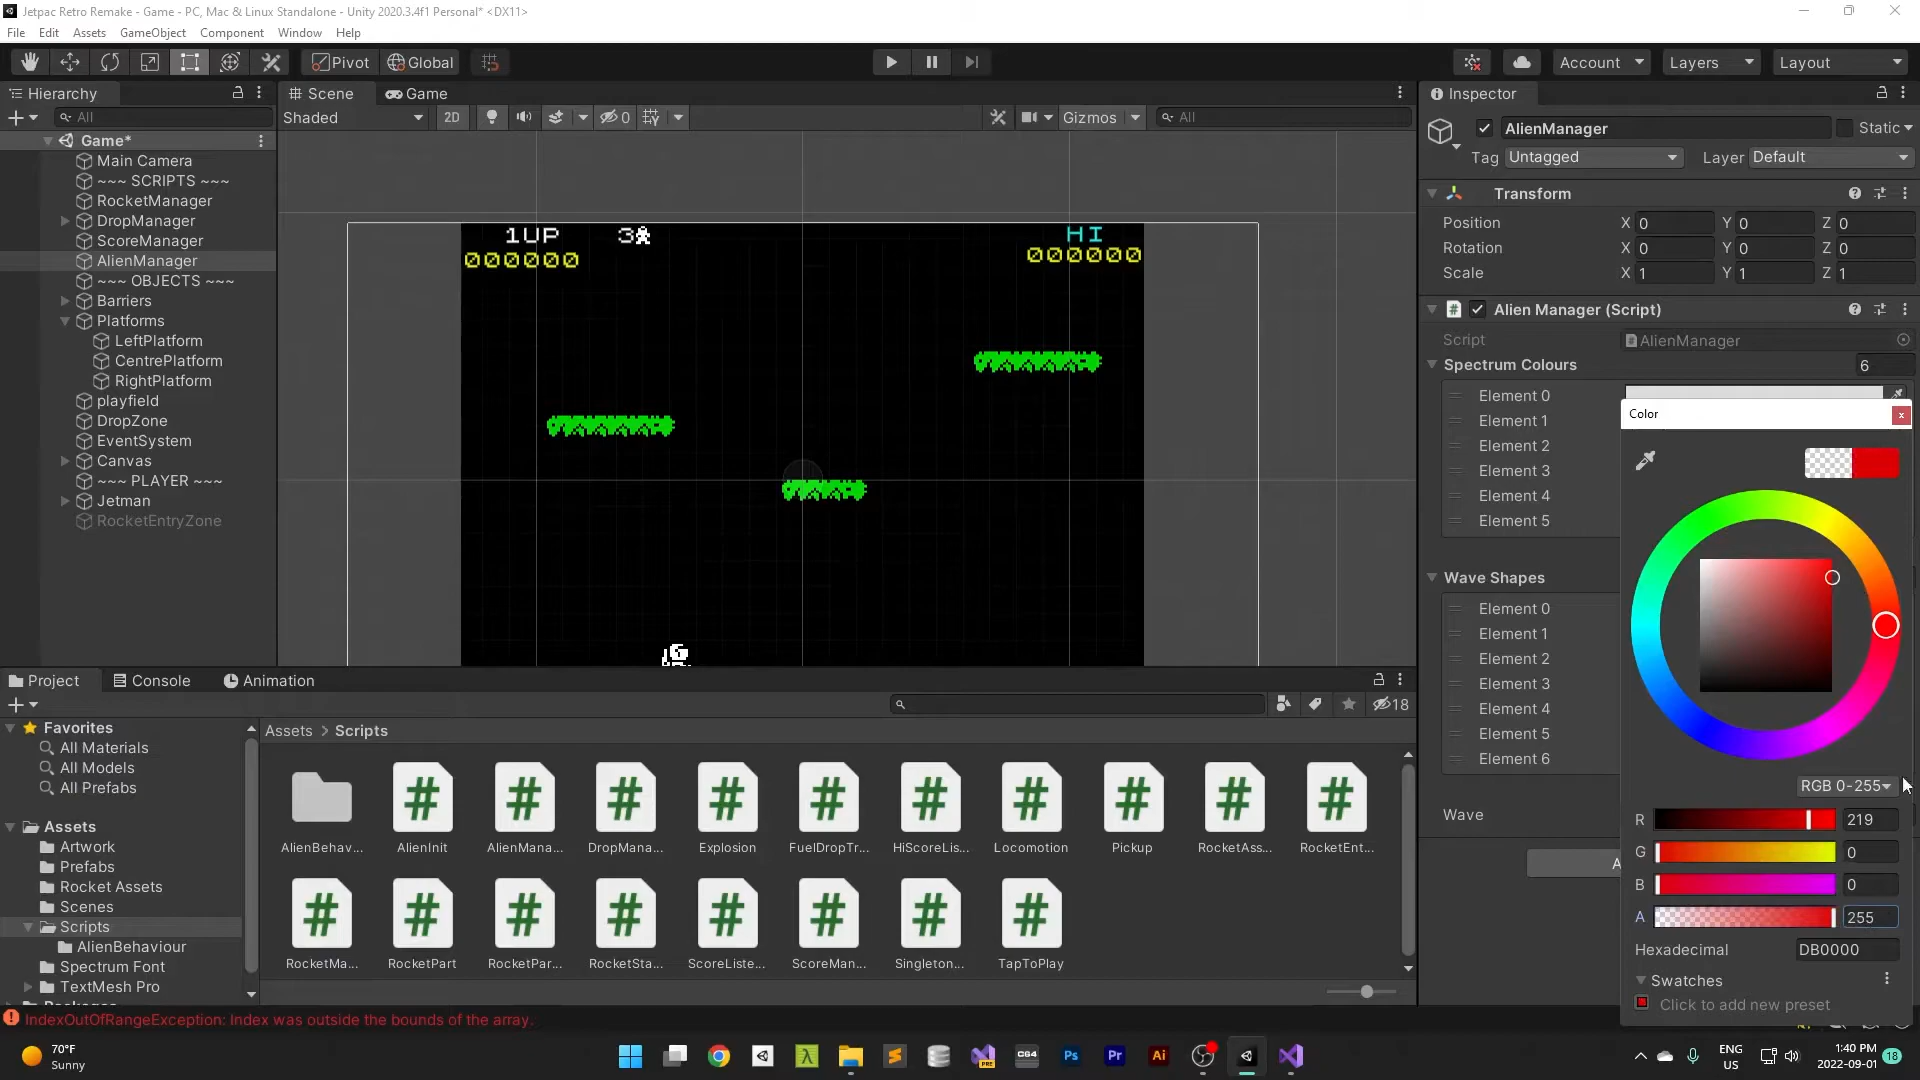 Jetpac Retro Remake - Game - PC, Mac & Linux Standalone - Unity 2020.3.4f1 Personal* <DX11>
File Edit Assets GameObject Component Window Help
Pivot Global Account Layers Layout
Hierarchy
All
Game*
Main Camera
~~~ SCRIPTS ~~~
RocketManager
DropManager
ScoreManager
AlienManager
~~~ OBJECTS ~~~
Barriers
Platforms
LeftPlatform
CentrePlatform
RightPlatform
playfield
DropZone
EventSystem
Canvas
~~~ PLAYER ~~~
Jetman
RocketEntryZone
Scene Game
Shaded 2D 0 Gizmos All
1UP 3 HI
000000 000000
Inspector
AlienManager Static
Tag Untagged Layer Default
Transform
Position X 0 Y 0 Z 0
Rotation X 0 Y 0 Z 0
Scale X 1 Y 1 Z 1
# Alien Manager (Script)
Script AlienManager
Spectrum Colours 6
Element 0
Element 1
Element 2
Element 3
Element 4
Element 5
Wave Shapes
Element 0
Element 1
Element 2
Element 3
Element 4
Element 5
Element 6
Wave
A
Color x
RGB 0-255
R 219
G 0
B 0
A 255
Hexadecimal DB0000
Swatches
Click to add new preset
Project Console Animation
18
Favorites
All Materials
All Models
All Prefabs
Assets
Artwork
Prefabs
Rocket Assets
Scenes
Scripts
AlienBehaviour
Spectrum Font
TextMesh Pro
Assets > Scripts
# # # # # # # # # #
AlienBehav... AlienInit AlienMana... DropMana... Explosion FuelDropTr... HiScoreLis... Locomotion Pickup RocketAss... RocketEnt...
# # # # # # # #
RocketMa... RocketPart RocketPar... RocketSta... ScoreListe... ScoreMan... Singleton... TapToPlay
IndexOutOfRangeException: Index was outside the bounds of the array.
70°F
Sunny
PRE C64 Ps Pr Ai
ENG
US
1:40 PM
2022-09-01
18